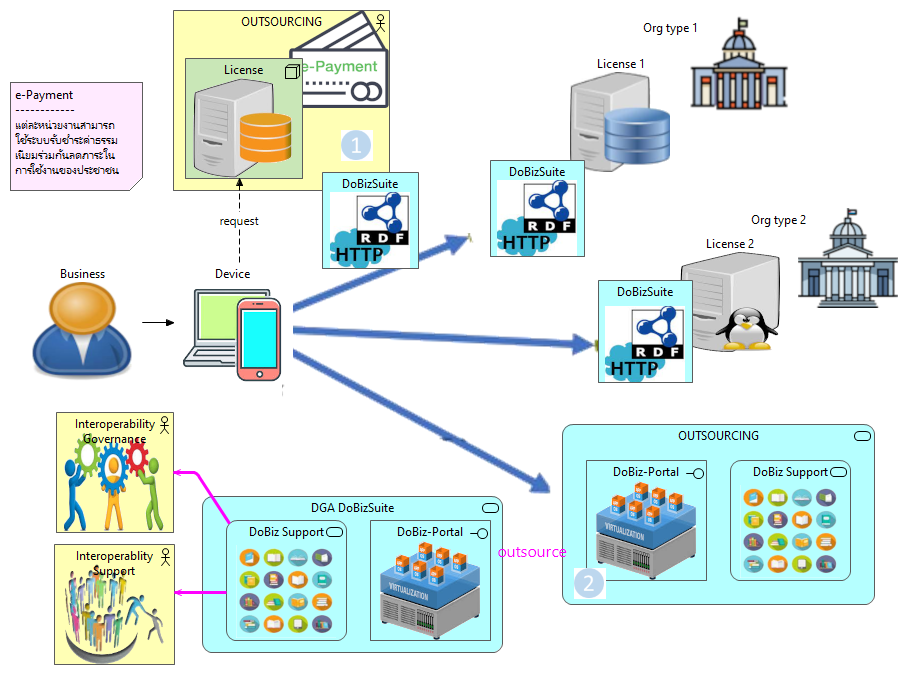 OUTSOURCING
License
e-Payment
1
DoBizSuite
RDF
HTTP
e-Payment
------------
แต่ละหน่วยงานสามารถ
ใช้ระบบรับชำระค่าธรรม
เนียมร่วมกันลดภาระใน
การใช้งานของประชาชน
request
Business
Device
Org type 1
License 1
DoBizSuite
RDF
HTTP
Org type 2
License 2
DoBizSuite
RDF
HTTP
Interoperability
Governance
Interoperablity
Support
DGA DoBizSuite
DoBiz Support
DoBiz-Portal
VIRTUALIZATION
outsource
OUTSOURCING
DoBiz-Portal
VIRTUALIZATION
2
DoBiz Support